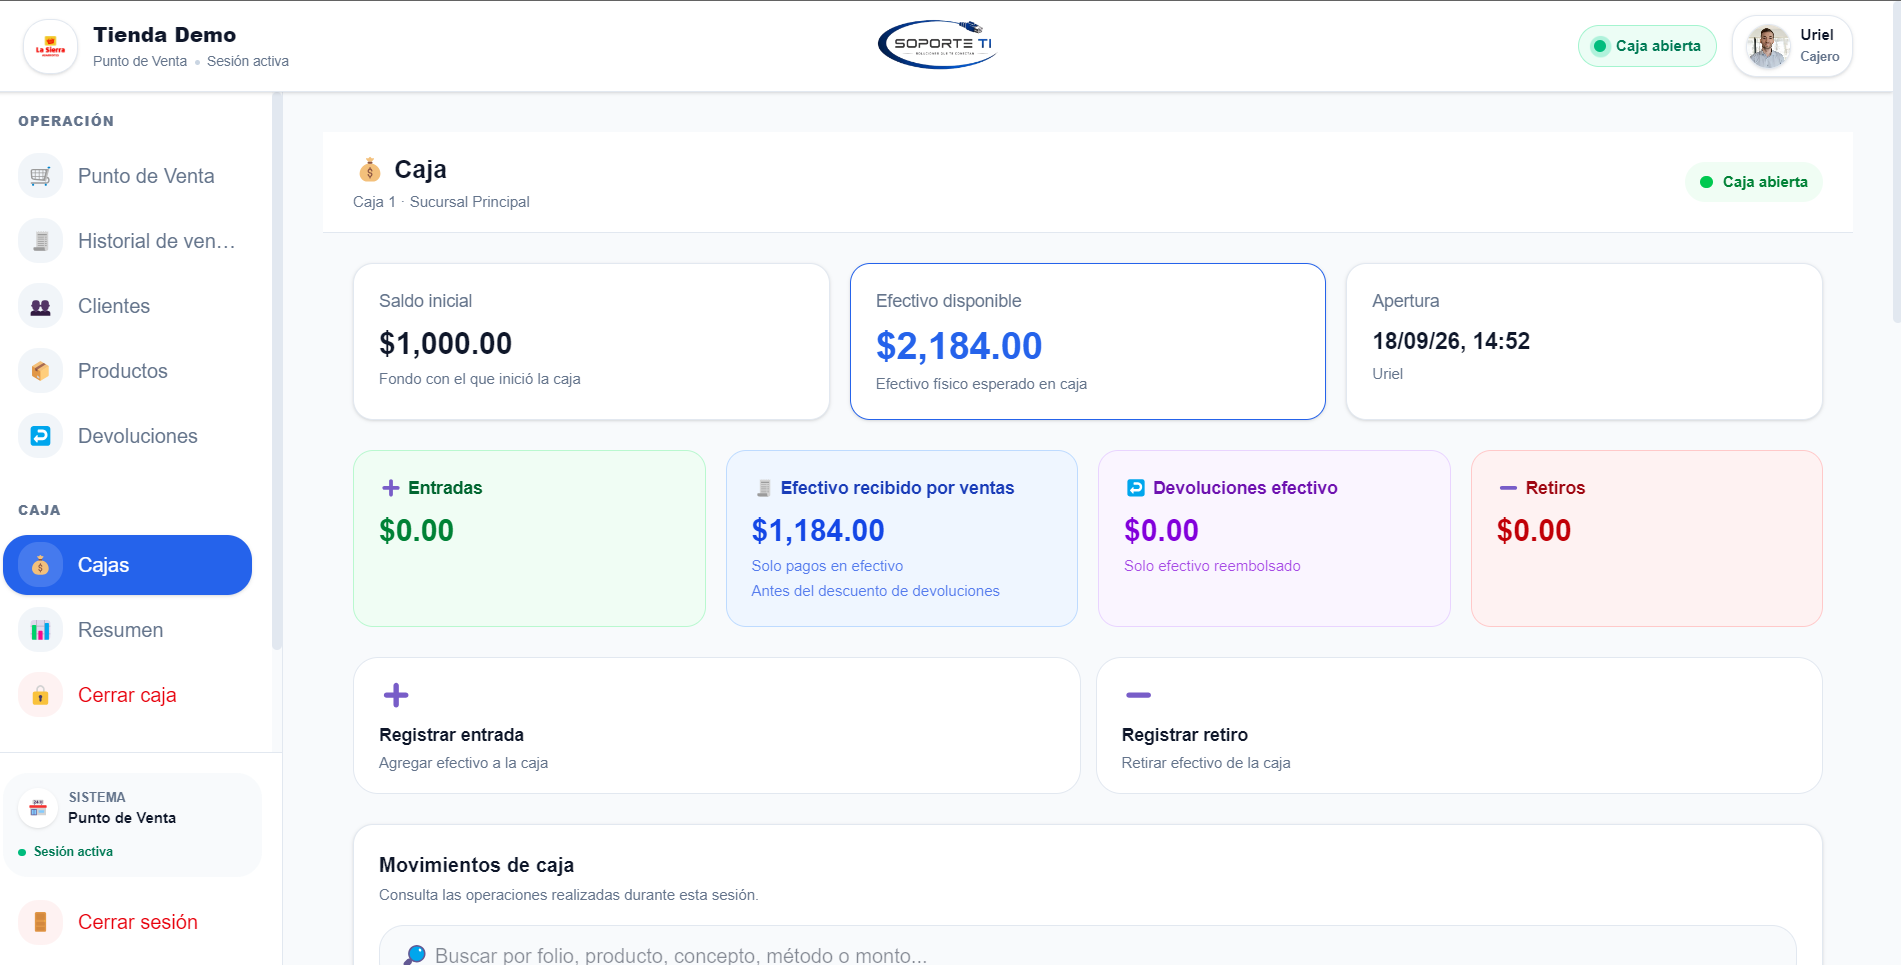 La Sierra
Tienda Demo
Punto de Venta • Sesión activa
SOPORTE TI
Caja abierta
Uriel
Cajero
OPERACIÓN
Punto de Venta
Historial de ven...
Clientes
Productos
Devoluciones
CAJA
Cajas
Resumen
Cerrar caja
SISTEMA
Punto de Venta
Sesión activa
Cerrar sesión
Caja
Caja 1 · Sucursal Principal
Caja abierta
Saldo inicial
$1,000.00
Fondo con el que inició la caja
Efectivo disponible
$2,184.00
Efectivo físico esperado en caja
Apertura
18/09/26, 14:52
Uriel
Entradas
$0.00
Efectivo recibido por ventas
$1,184.00
Solo pagos en efectivo
Antes del descuento de devoluciones
Devoluciones efectivo
$0.00
Solo efectivo reembolsado
Retiros
$0.00
Registrar entrada
Agregar efectivo a la caja
Registrar retiro
Retirar efectivo de la caja
Movimientos de caja
Consulta las operaciones realizadas durante esta sesión.
Buscar por folio, producto, concepto, método o monto...